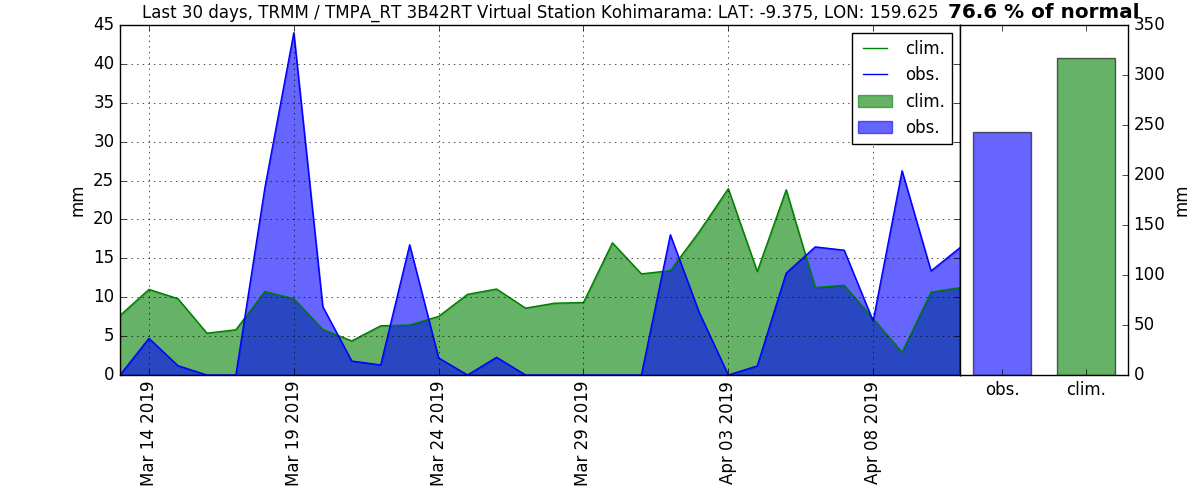 Last 30 days, TRMM / TMPA_RT 3B42RT Virtual Station Kohimarama: LAT: -9.375, LON: 159.625
76.6 % of normal
45
40
35
30
25
20
15
10
5
0
mm
clim.
obs.
clim.
obs.
Mar 14 2019
Mar 19 2019
Mar 24 2019
Mar 29 2019
Apr 03 2019
Apr 08 2019
350
300
250
200
150
100
50
0
mm
obs.
clim.